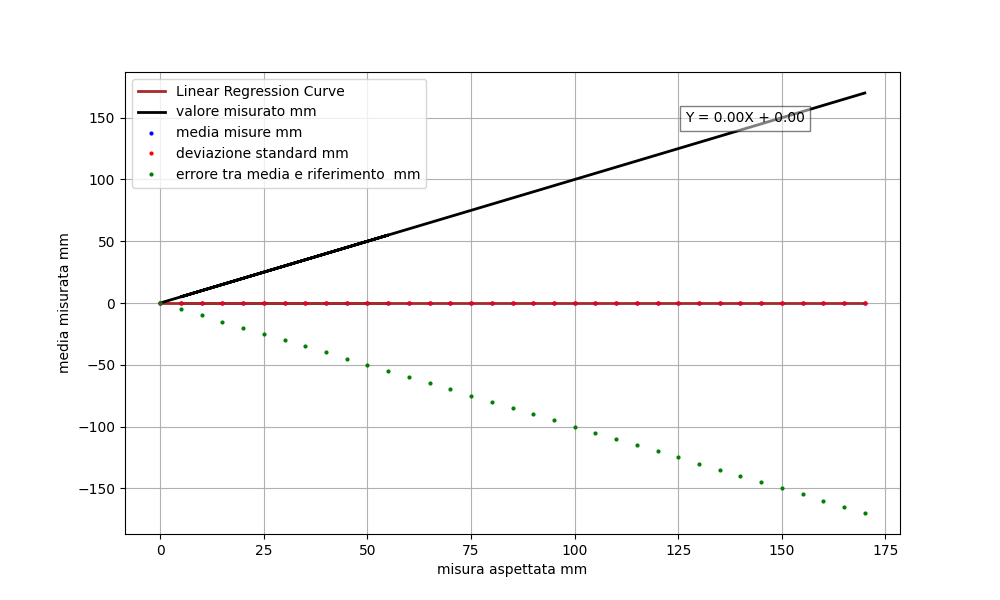 Linear Regression Curve
valore misurato mm
media misure mm
deviazione standard mm
errore tra media e riferimento  mm
Y = 0.00X + 0.00
media misurata mm
150
100
50
0
−50
−100
−150
0 25 50 75 100 125 150 175
misura aspettata mm